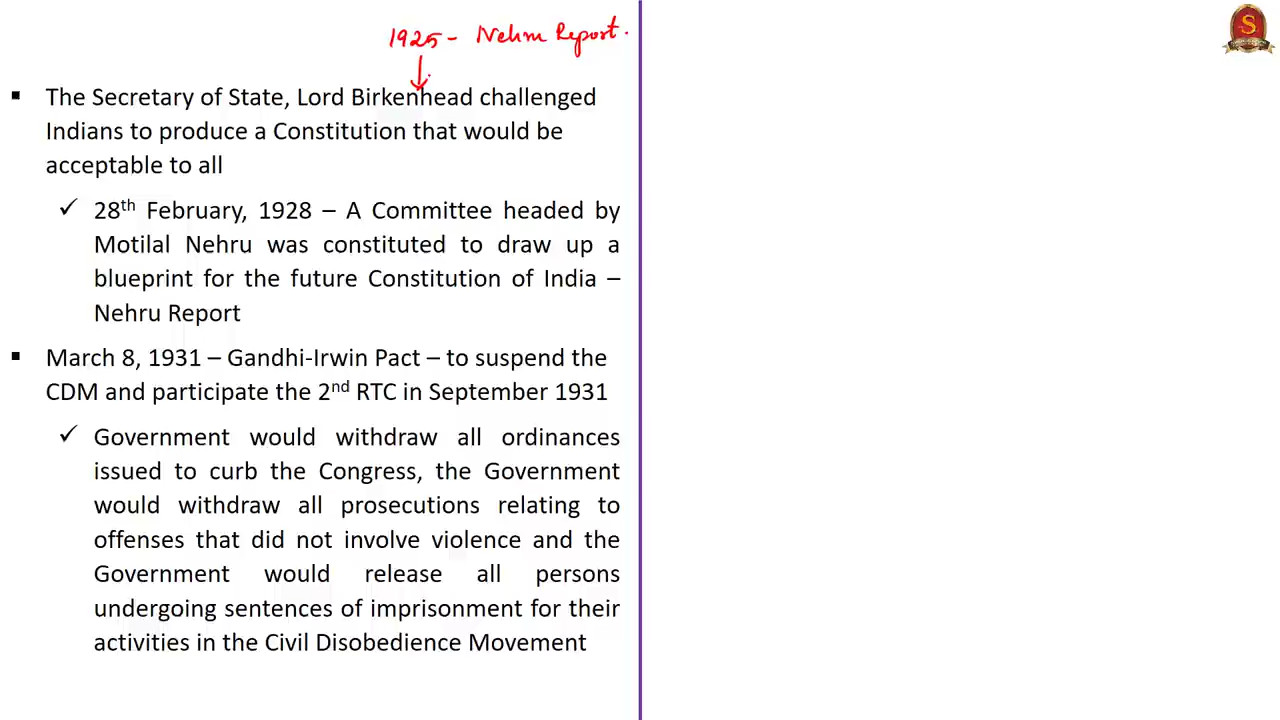 1925 - Nehru Report.
▪ The Secretary of State, Lord Birkenhead challenged
Indians to produce a Constitution that would be
acceptable to all
✓ 28th February, 1928 – A Committee headed by
Motilal Nehru was constituted to draw up a
blueprint for the future Constitution of India –
Nehru Report
▪ March 8, 1931 – Gandhi-Irwin Pact – to suspend the
CDM and participate the 2nd RTC in September 1931
✓ Government would withdraw all ordinances
issued to curb the Congress, the Government
would withdraw all prosecutions relating to
offenses that did not involve violence and the
Government would release all persons
undergoing sentences of imprisonment for their
activities in the Civil Disobedience Movement
S